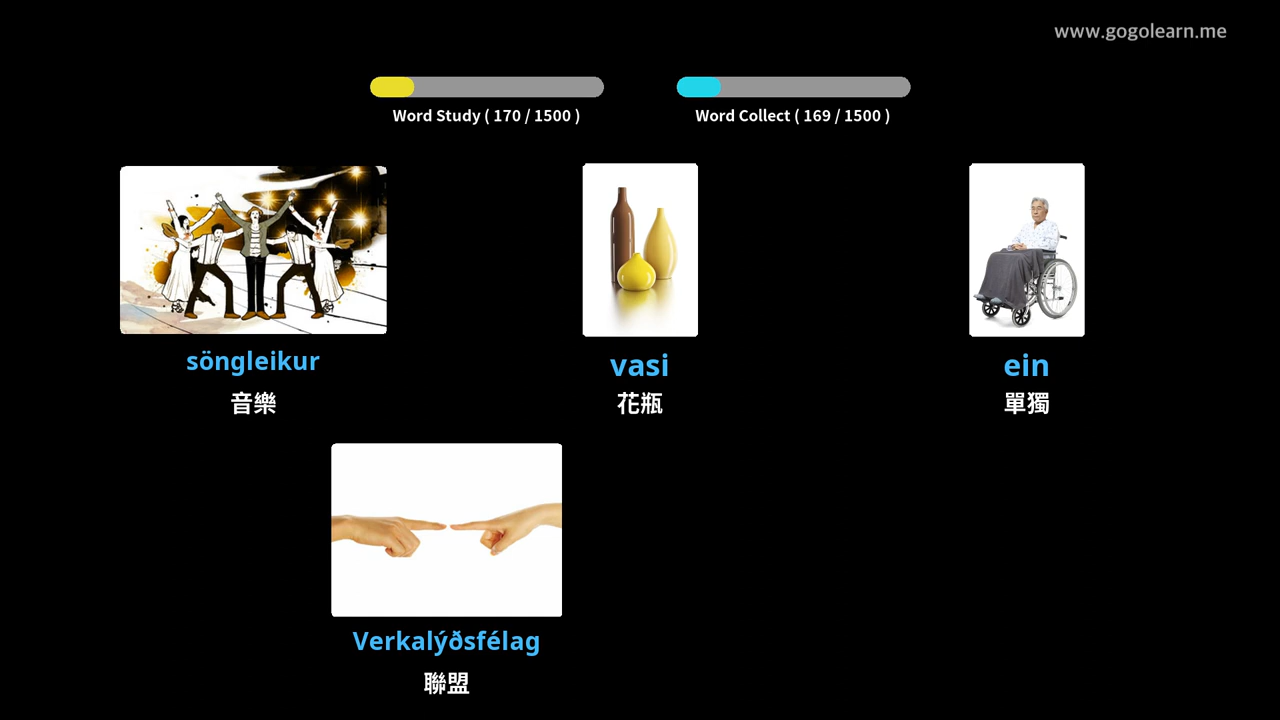 www.gogolearn.me
Word Study ( 170 / 1500 )
Word Collect ( 169 / 1500 )
söngleikur
音樂
vasi
花瓶
ein
單獨
Verkalýðsfélag
聯盟